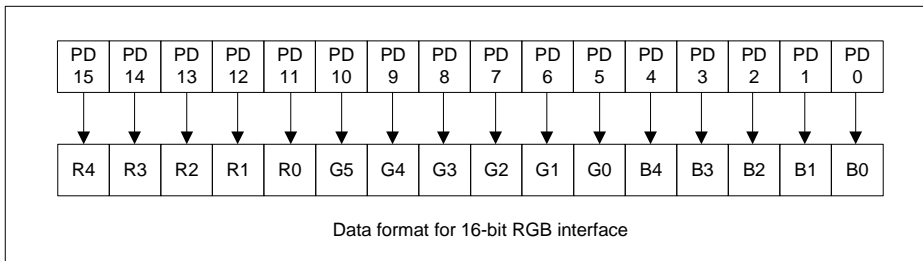 PD PD PD PD PD PD PD PD PD PD PD PD PD PD PD PD
15 14 13 12 11 10 9 8 7 6 5 4 3 2 1 0
R4 R3 R2 R1 R0 G5 G4 G3 G2 G1 G0 B4 B3 B2 B1 B0
Data format for 16-bit RGB interface